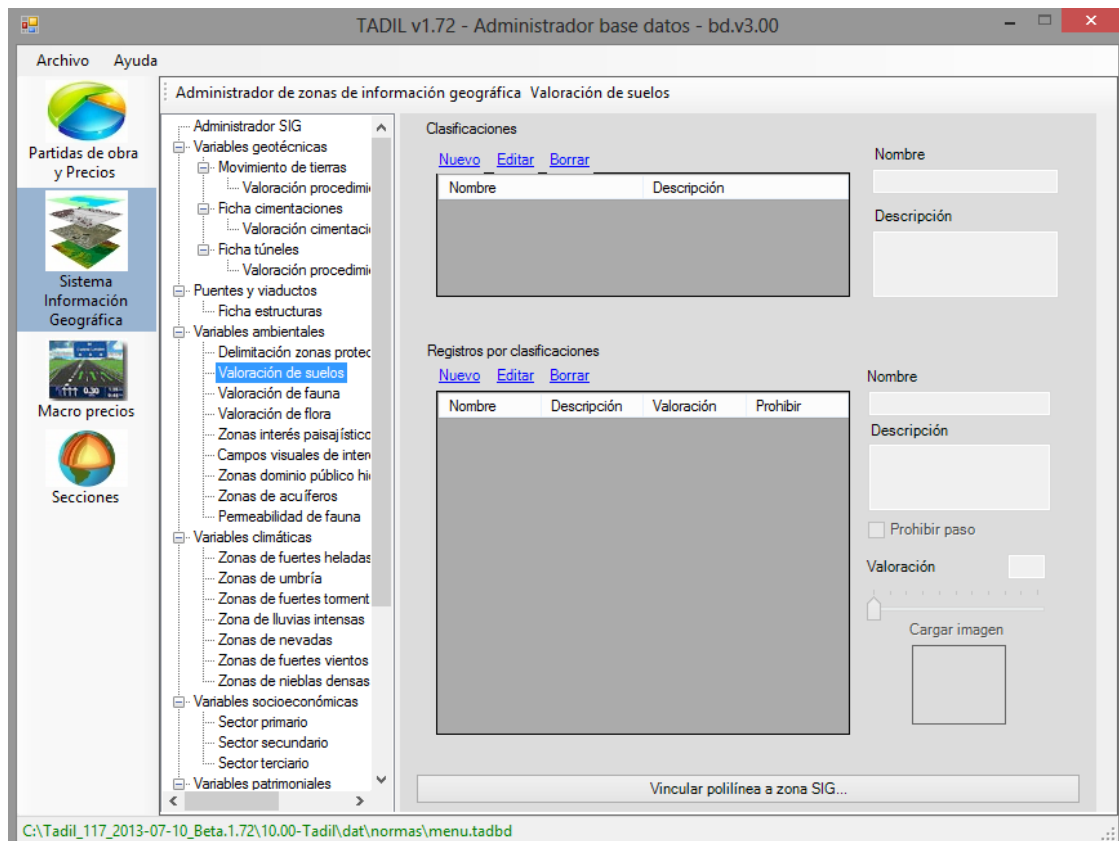 TADIL v1.72 - Administrador base datos - bd.v3.00
Archivo Ayuda
Partidas de obra
y Precios
Sistema
Información
Geográfica
Macro precios
Secciones
Administrador de zonas de información geográfica Valoración de suelos
Administrador SIG
Variables geotécnicas
Movimiento de tierras
Valoración procedimi
Ficha cimentaciones
Valoración cimentaci
Ficha túneles
Valoración procedimi
Puentes y viaductos
Ficha estructuras
Variables ambientales
Delimitación zonas protec
Valoración de suelos
Valoración de fauna
Valoración de flora
Zonas interés paisajístico
Campos visuales de inter
Zonas dominio público hi
Zonas de acuíferos
Permeabilidad de fauna
Variables climáticas
Zonas de fuertes heladas
Zonas de umbría
Zonas de fuertes torment
Zona de lluvias intensas
Zonas de nevadas
Zonas de fuertes vientos
Zonas de nieblas densas
Variables socioeconómicas
Sector primario
Sector secundario
Sector terciario
Variables patrimoniales
Clasificaciones
Nuevo Editar Borrar
Nombre Descripción
Nombre
Descripción
Registros por clasificaciones
Nuevo Editar Borrar
Nombre Descripción Valoración Prohibir
Nombre
Descripción
Prohibir paso
Valoración
Cargar imagen
Vincular polilínea a zona SIG...
C:\Tadil_117_2013-07-10_Beta.1.72\10.00-Tadil\dat\normas\menu.tadbd